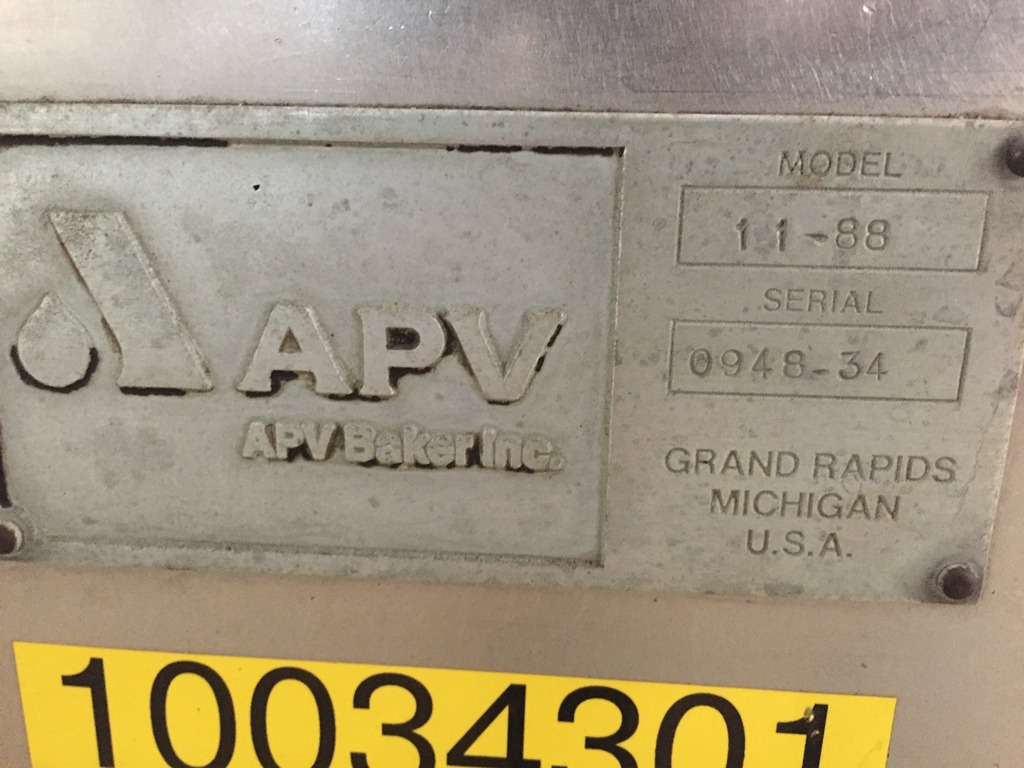 APV
APV Baker Inc.
MODEL
11-88
SERIAL
0948-34
GRAND RAPIDS
MICHIGAN
U.S.A.
10034301